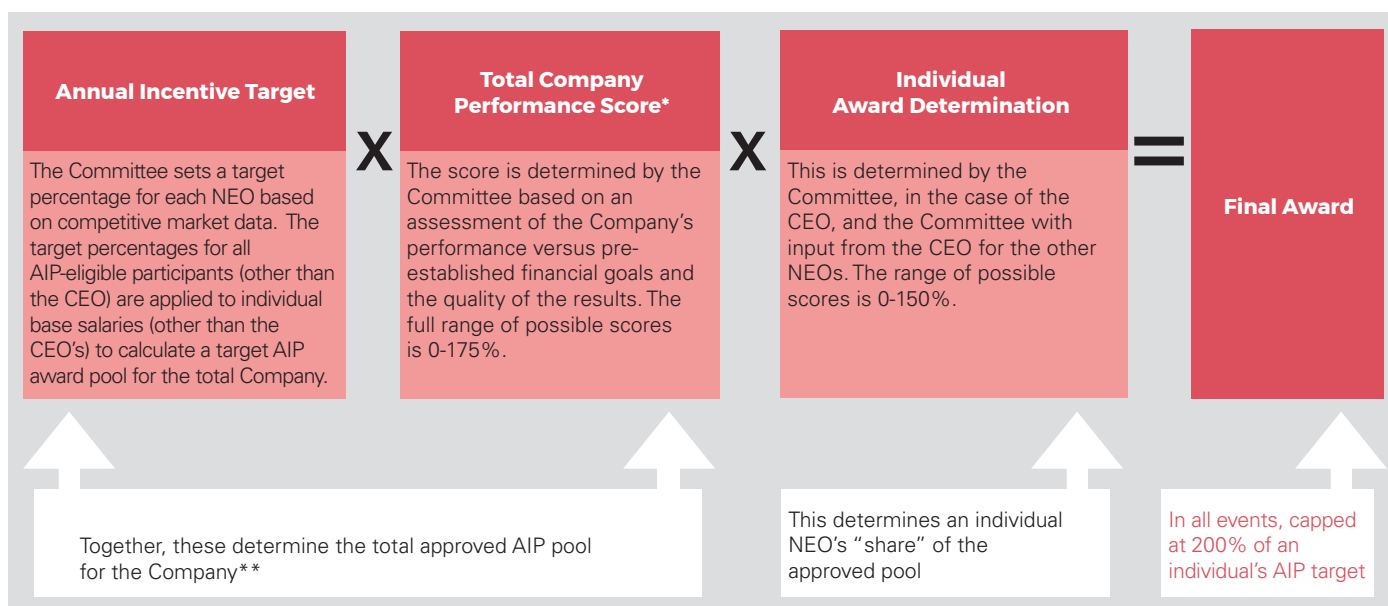 Annual Incentive Target
The Committee sets a target
percentage for each NEO based
on competitive market data. The
target percentages for all
AIP-eligible participants (other than
the CEO) are applied to individual
base salaries (other than the
CEO's) to calculate a target AIP
award pool for the total Company.
X
Total Company
Performance Score*
The score is determined by the
Committee based on an
assessment of the Company's
performance versus pre-
established financial goals and
the quality of the results. The
full range of possible scores
is 0-175%.
X
Individual
Award Determination
This is determined by the
Committee, in the case of the
CEO, and the Committee with
input from the CEO for the other
NEOs. The range of possible
scores is 0-150%.
=
Final Award
Together, these determine the total approved AIP pool
for the Company**
This determines an individual
NEO's “share” of the
approved pool
In all events, capped
at 200% of an
individual's AIP target